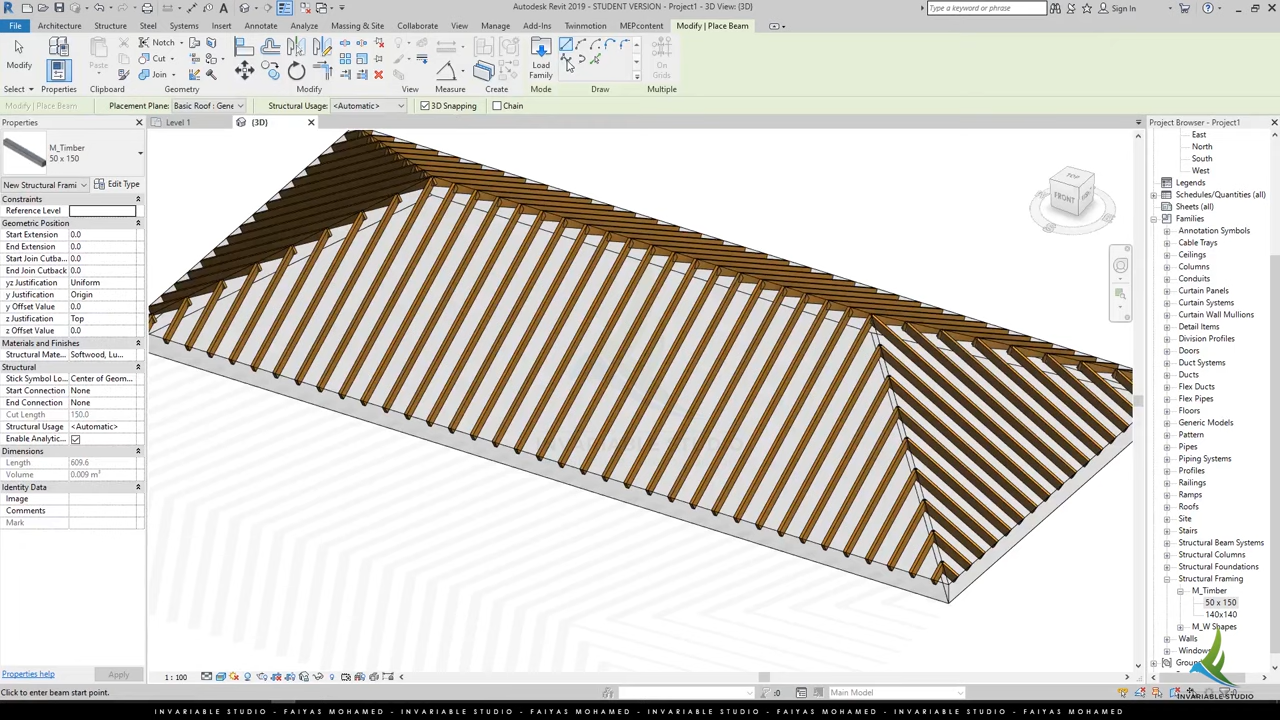 Autodesk Revit 2019 - STUDENT VERSION - Project1 - 3D View: {3D}
Type a keyword or phrase
Sign In
File
Architecture
Structure
Steel
Systems
Insert
Annotate
Analyze
Massing & Site
Collaborate
View
Manage
Add-Ins
Twinmotion
MEPcontent
Modify | Place Beam
Modify
Properties
Paste
Notch
Cut
Join
Load
Family
On
Grids
Select
Properties
Clipboard
Geometry
Modify
View
Measure
Create
Mode
Draw
Multiple
Modify | Place Beam
Placement Plane:
Basic Roof : Gene
Structural Usage:
<Automatic>
3D Snapping
Chain
Properties
M_Timber
50 x 150
New Structural Frami
Edit Type
Constraints
Reference Level
Geometric Position
Start Extension 0.0
End Extension 0.0
Start Join Cutba... 0.0
End Join Cutback 0.0
yz Justification Uniform
y Justification Origin
y Offset Value 0.0
z Justification Top
z Offset Value 0.0
Materials and Finishes
Structural Mate... Softwood, Lu...
Structural
Stick Symbol Lo... Center of Geom...
Start Connection None
End Connection None
Cut Length 150.0
Structural Usage <Automatic>
Enable Analytic...
Dimensions
Length 609.6
Volume 0.009 m³
Identity Data
Image
Comments
Mark
Properties help
Apply
Level 1
{3D}
TOP
FRONT
1 : 100
Click to enter beam start point.
:0
Main Model
Project Browser - Project1
East
North
South
West
Legends
Schedules/Quantities (all)
Sheets (all)
Families
Annotation Symbols
Cable Trays
Ceilings
Columns
Conduits
Curtain Panels
Curtain Systems
Curtain Wall Mullions
Detail Items
Division Profiles
Doors
Duct Systems
Ducts
Flex Ducts
Flex Pipes
Floors
Generic Models
Pattern
Pipes
Piping Systems
Profiles
Railings
Ramps
Roofs
Site
Stairs
Structural Beam Systems
Structural Columns
Structural Foundations
Structural Framing
M_Timber
50 x 150
140x140
M_W Shapes
Walls
INVARIABLE STUDIO
INVARIABLE STUDIO - FAIYAS MOHAMED - INVARIABLE STUDIO - FAIYAS MOHAMED - INVARIABLE STUDIO - FAIYAS MOHAMED - INVARIABLE STUDIO - FAIYAS MOHAMED